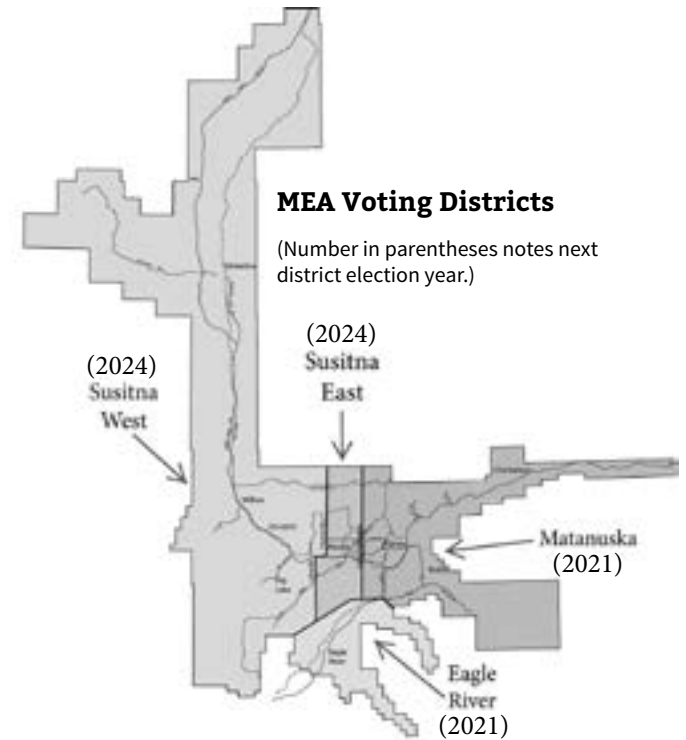 MEA Voting Districts
(Number in parentheses notes next
district election year.)
(2024)
Susitna
East
(2024)
Susitna
West
Matanuska
(2021)
Eagle
River
(2021)